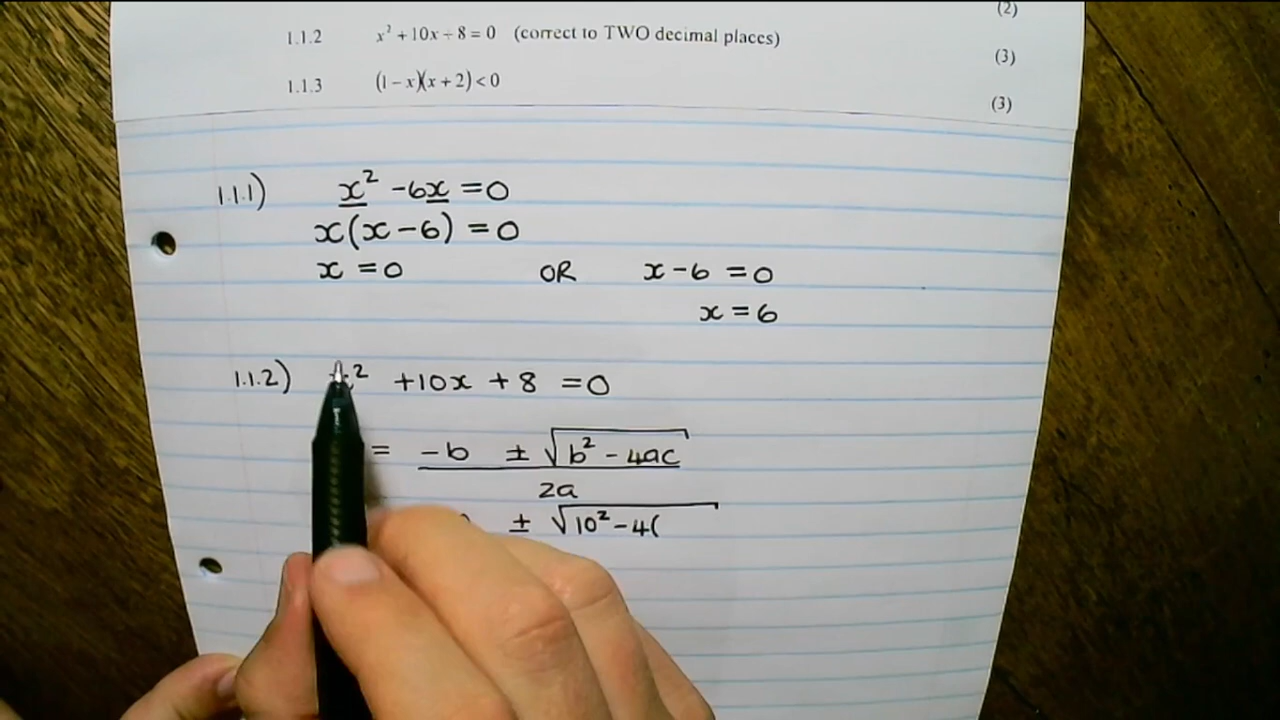 (2)
1.1.2 x² + 10x + 8 = 0 (correct to TWO decimal places)
(3)
1.1.3 (1 − x)(x + 2) < 0
(3)
1.1.1) x² - 6x = 0
x(x - 6) = 0
x = 0 OR x - 6 = 0
x = 6
1.1.2) x² + 10x + 8 = 0
= -b ± √b² - 4ac
2a
± √10² - 4(